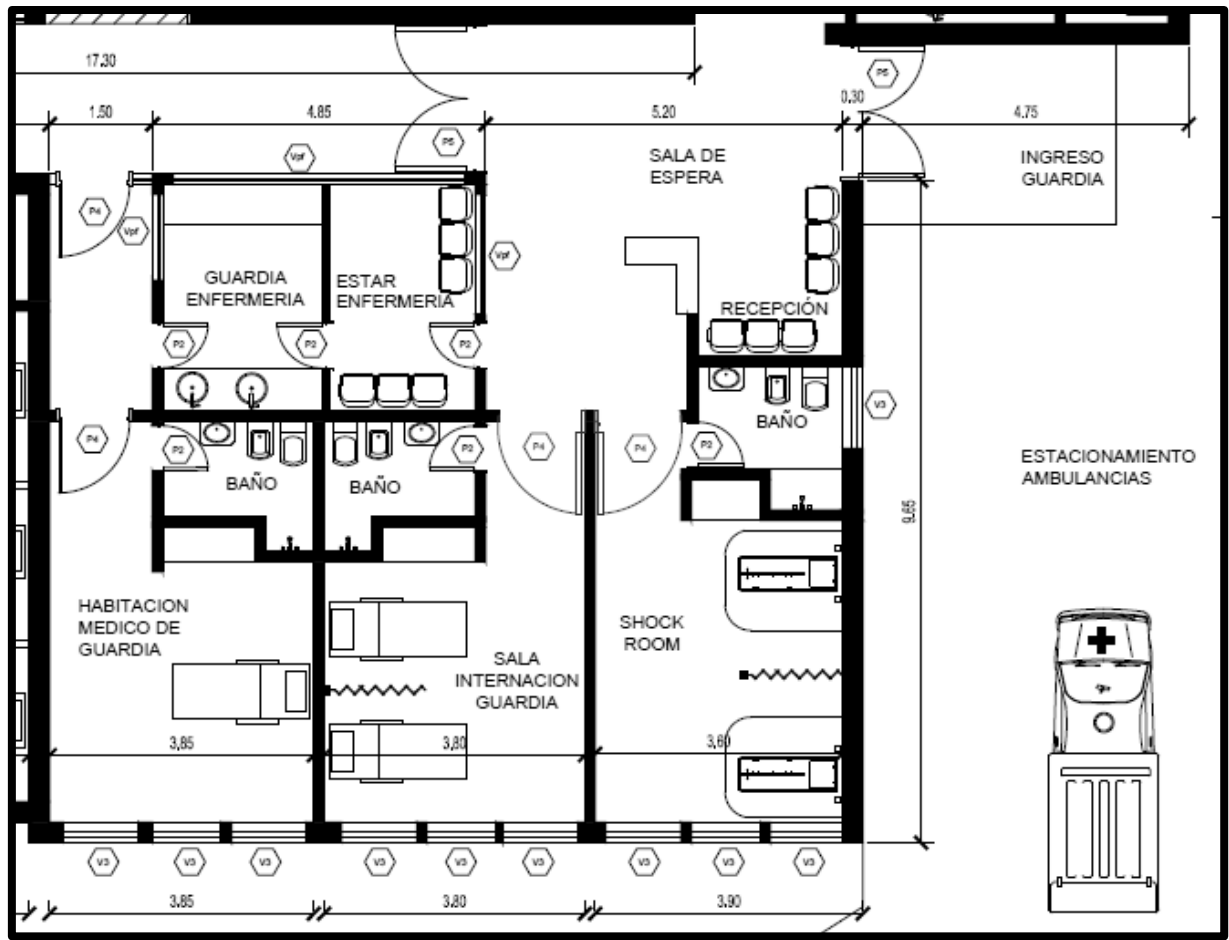 17.30
P5
0.30
1.50
4.85
5.20
4.75
P5
Vpf
SALA DE
ESPERA
INGRESO
GUARDIA
P4
Vpf
Vpf
GUARDIA
ENFERMERIA
ESTAR
ENFERMERIA
RECEPCIÓN
P2
P2
P2
V3
BAÑO
P4
P2
P2
P4
P4
P2
BAÑO
BAÑO
ESTACIONAMIENTO
AMBULANCIAS
9.65
HABITACION
MEDICO DE
GUARDIA
SHOCK
ROOM
SALA
INTERNACION
GUARDIA
3,85
3,80
3,60
V3
V3
V3
V3
V3
V3
V3
V3
V3
3.85
3.80
3.90